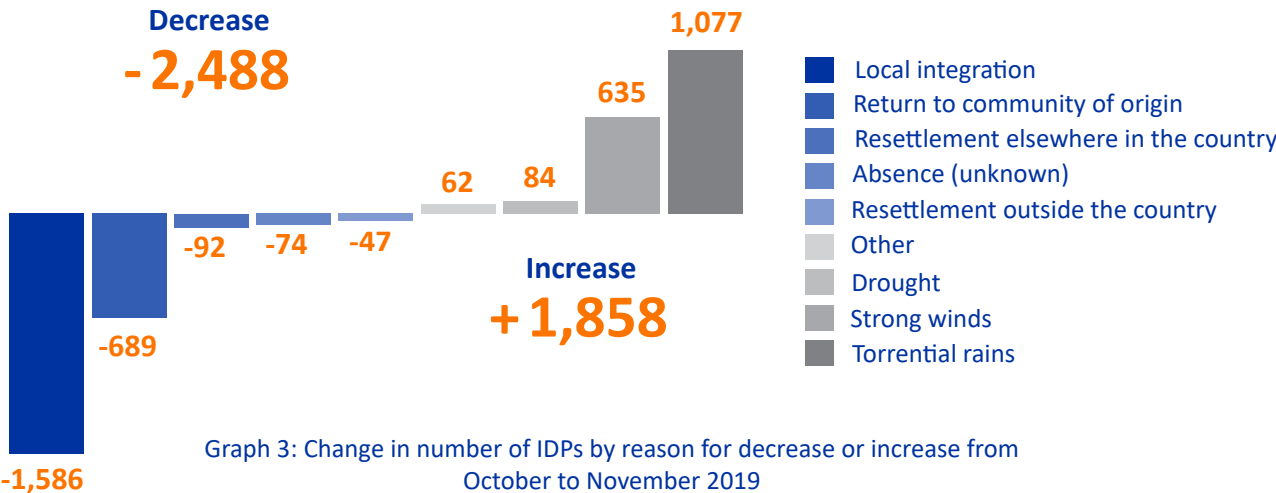 Decrease
- 2,488
1,077
635
62
84
-92
-74
-47
-689
-1,586
Increase
+ 1,858
Local integration
Return to community of origin
Resettlement elsewhere in the country
Absence (unknown)
Resettlement outside the country
Other
Drought
Strong winds
Torrential rains
Graph 3: Change in number of IDPs by reason for decrease or increase from
October to November 2019